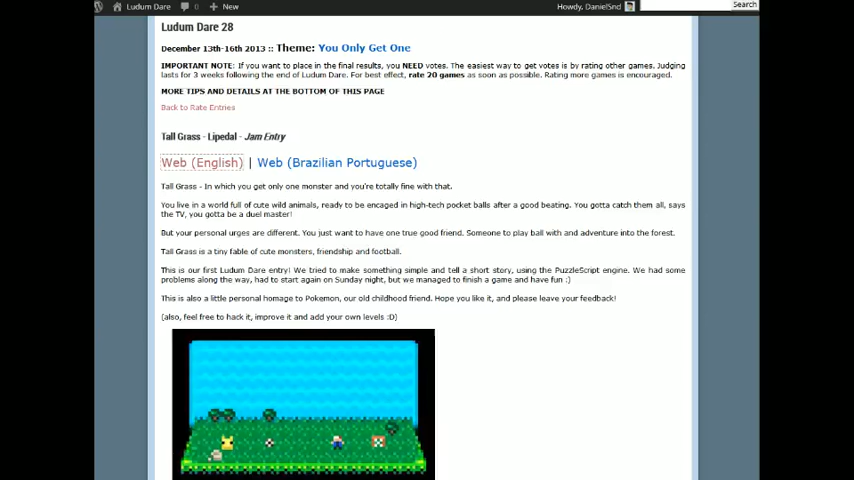 Ludum Dare 0 New Howdy, DanielSnd Search
Ludum Dare 28
December 13th-16th 2013 :: Theme: You Only Get One
IMPORTANT NOTE: If you want to place in the final results, you NEED votes. The easiest way to get votes is by rating other games. Judging
lasts for 3 weeks following the end of Ludum Dare. For best effect, rate 20 games as soon as possible. Rating more games is encouraged.
MORE TIPS AND DETAILS AT THE BOTTOM OF THIS PAGE
Back to Rate Entries
Tall Grass - Lipedal - Jam Entry
Web (English) | Web (Brazilian Portuguese)
Tall Grass - In which you get only one monster and you're totally fine with that.
You live in a world full of cute wild animals, ready to be encaged in high-tech pocket balls after a good beating. You gotta catch them all, says
the TV, you gotta be a duel master!
But your personal urges are different. You just want to have one true good friend. Someone to play ball with and adventure into the forest.
Tall Grass is a tiny fable of cute monsters, friendship and football.
This is our first Ludum Dare entry! We tried to make something simple and tell a short story, using the PuzzleScript engine. We had some
problems along the way, had to start again on Sunday night, but we managed to finish a game and have fun :)
This is also a little personal homage to Pokemon, our old childhood friend. Hope you like it, and please leave your feedback!
(also, feel free to hack it, improve it and add your own levels :D)